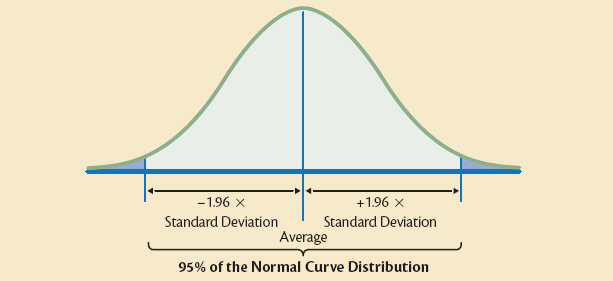 −1.96 × +1.96 ×
Standard Deviation Standard Deviation
Average
95% of the Normal Curve Distribution